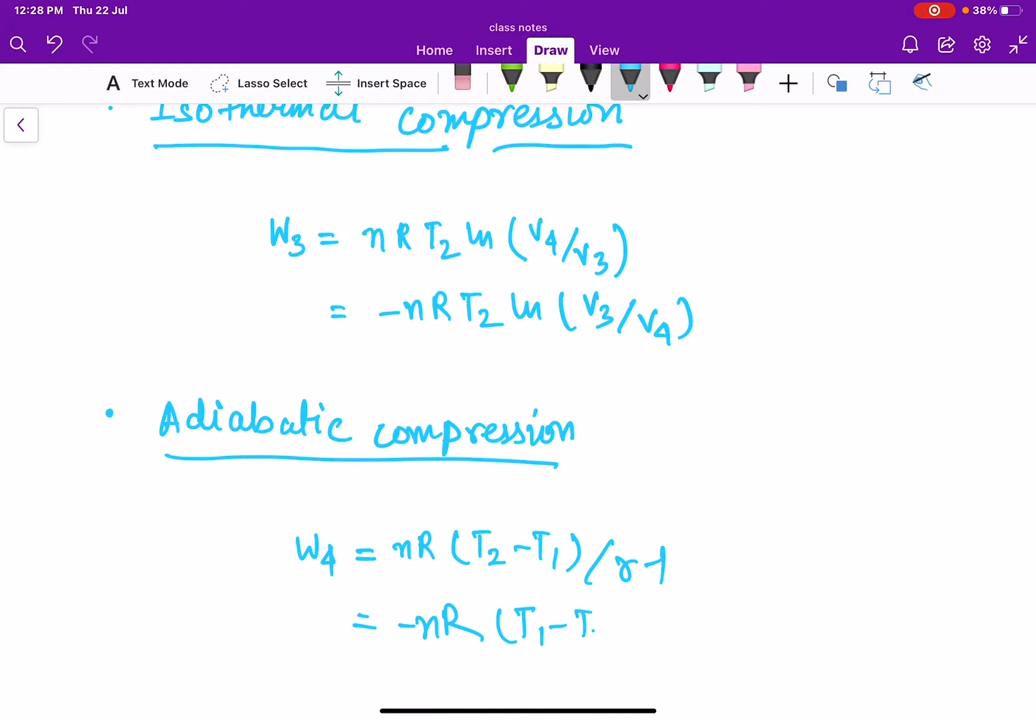 12:28 PM Thu 22 Jul
38%
class notes
Home Insert Draw View
A Text Mode Lasso Select Insert Space
• Isothermal compression
W₃ = nRT₂ ln (V₄/V₃)
= -nRT₂ ln (V₃/V₄)
• Adiabatic compression
W₄ = nR (T₂-T₁)/γ-1
= -nR (T₁-T